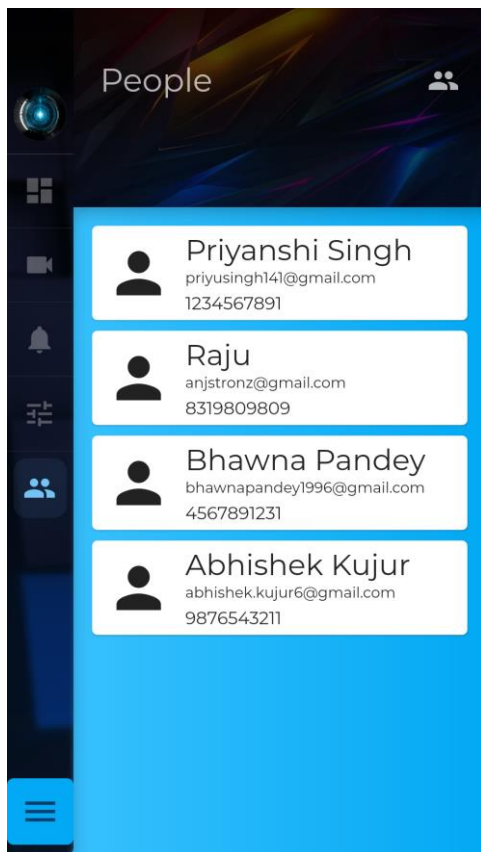 People
Priyanshi Singh
priyusingh141@gmail.com
1234567891
Raju
anjstronz@gmail.com
8319809809
Bhawna Pandey
bhawnapandey1996@gmail.com
4567891231
Abhishek Kujur
abhishek.kujur6@gmail.com
9876543211